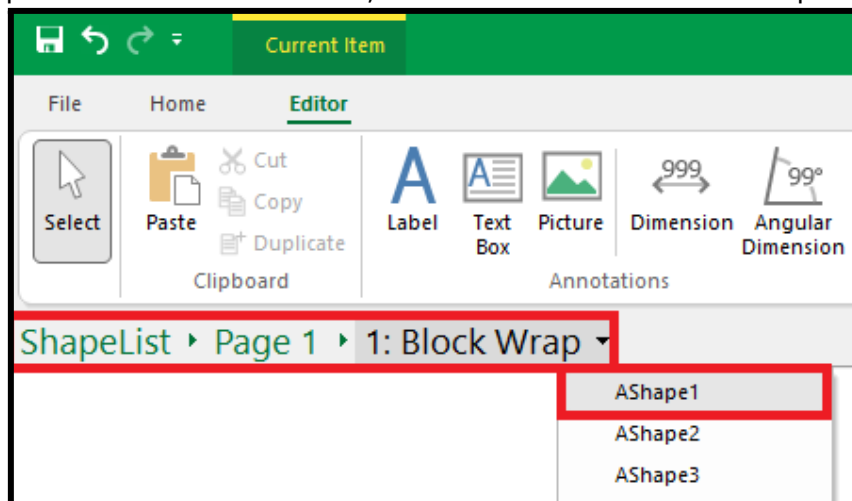 Current Item
File Home Editor
Select
Paste
Cut
Copy
Duplicate
Clipboard
Label
Text Box
Picture
999
Dimension
99°
Angular Dimension
Annotations
ShapeList ‣ Page 1 ‣ 1: Block Wrap
AShape1
AShape2
AShape3